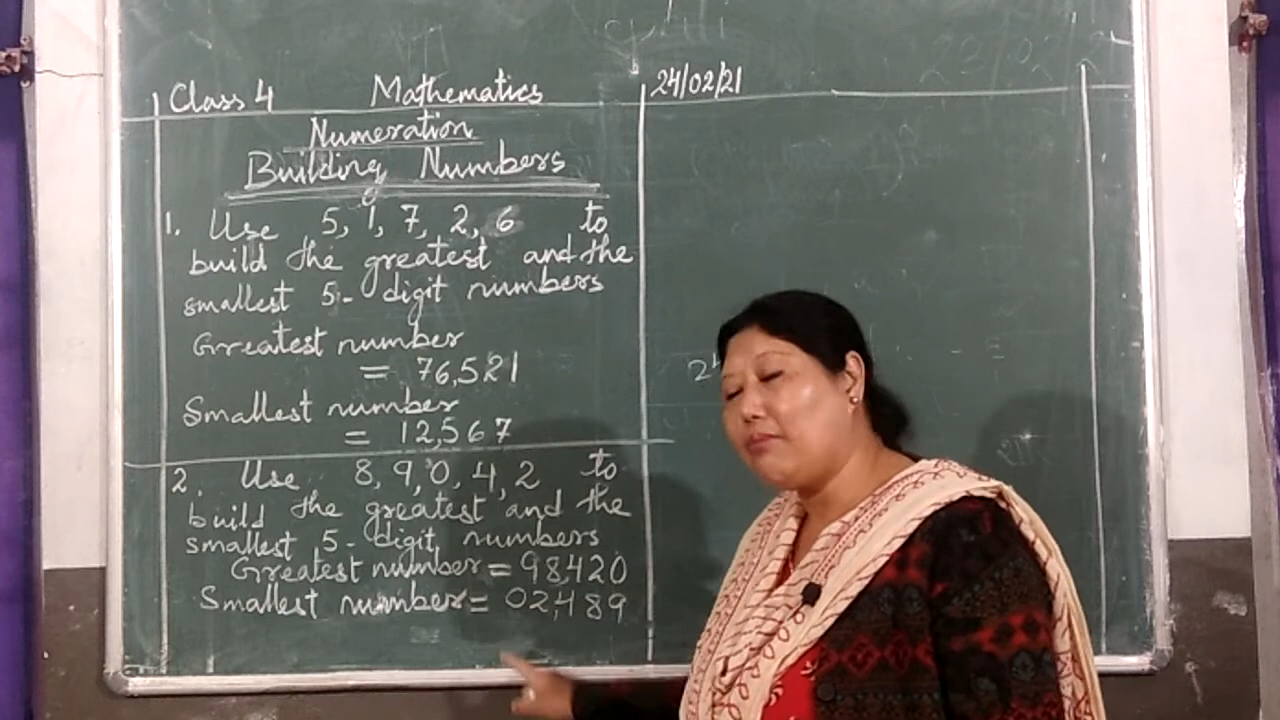 Class 4 Mathematics 24/02/21
Numeration
Building Numbers
1. Use 5, 1, 7, 2, 6 to
build the greatest and the
smallest 5-digit numbers
Greatest number
= 76,521
Smallest number
= 12,567
2. Use 8, 9, 0, 4, 2 to
build the greatest and the
smallest 5-digit numbers
Greatest number = 98,420
Smallest number = 02,489